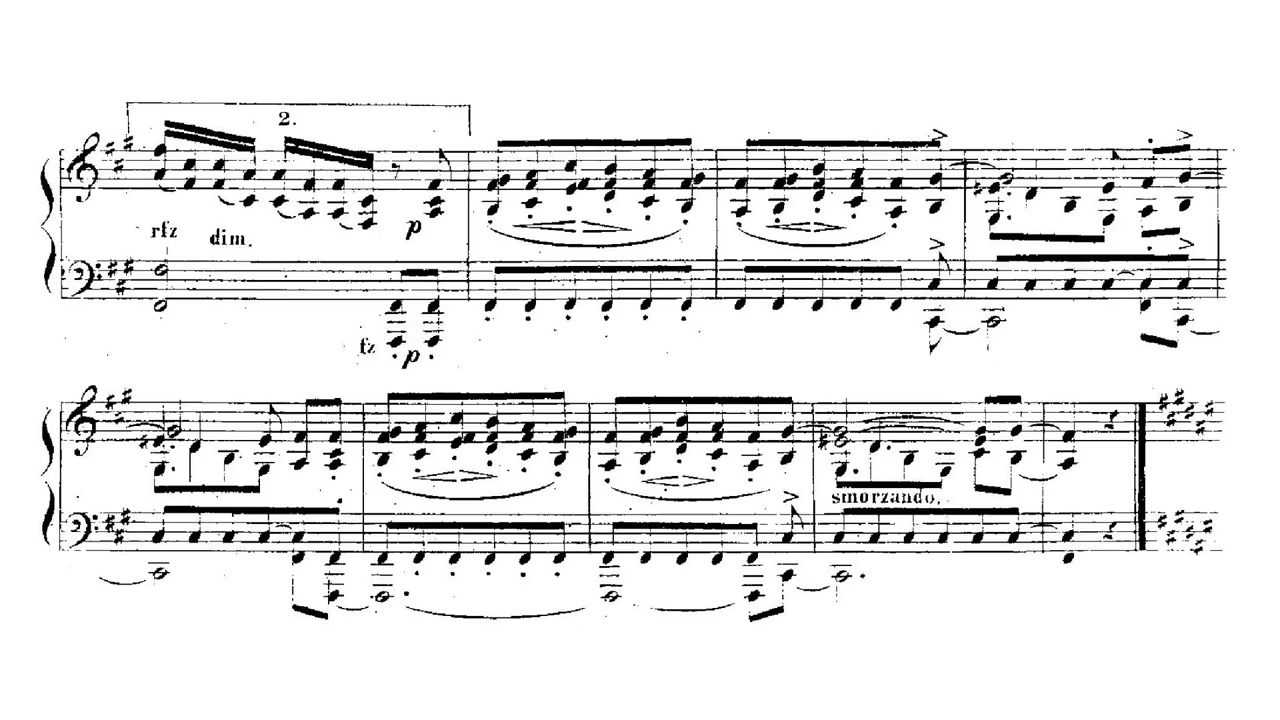 2.
rfz dim.
p
fz p
smorzando.